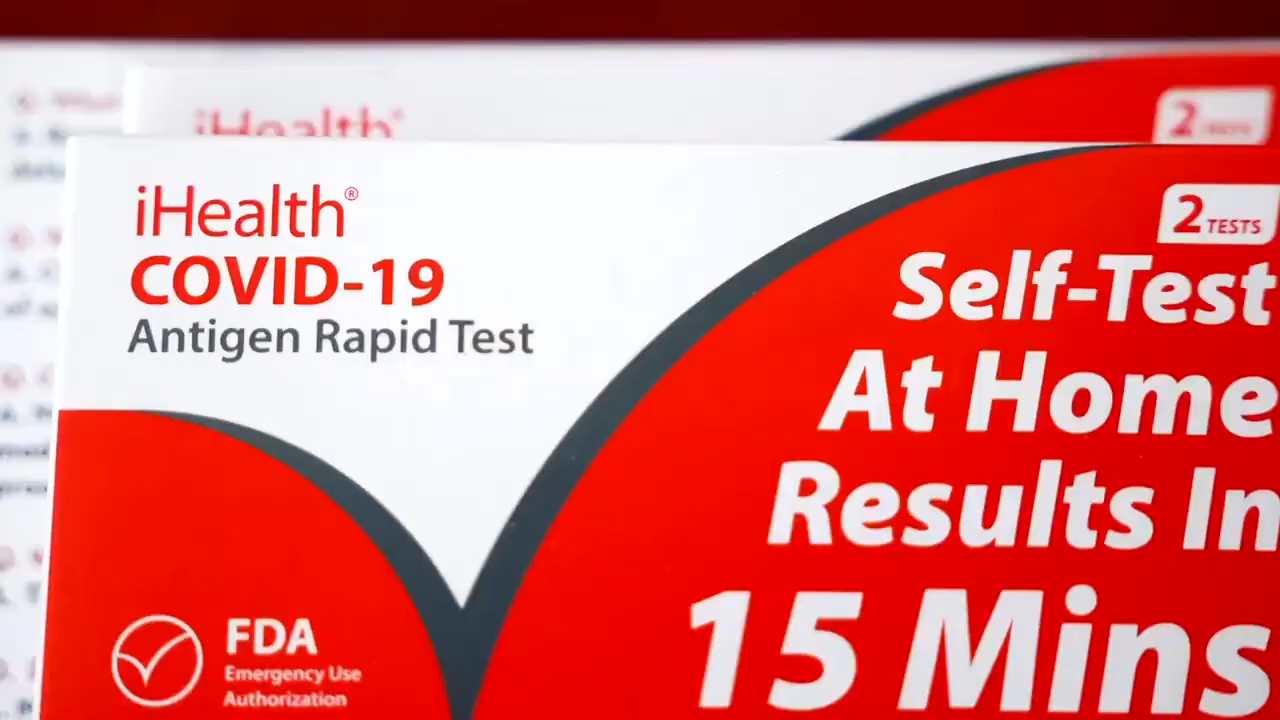 iHealth®
2
iHealth®
COVID-19
Antigen Rapid Test
2 TESTS
Self-Test
At Home
Results In
15 Mins
FDA
Emergency Use
Authorization